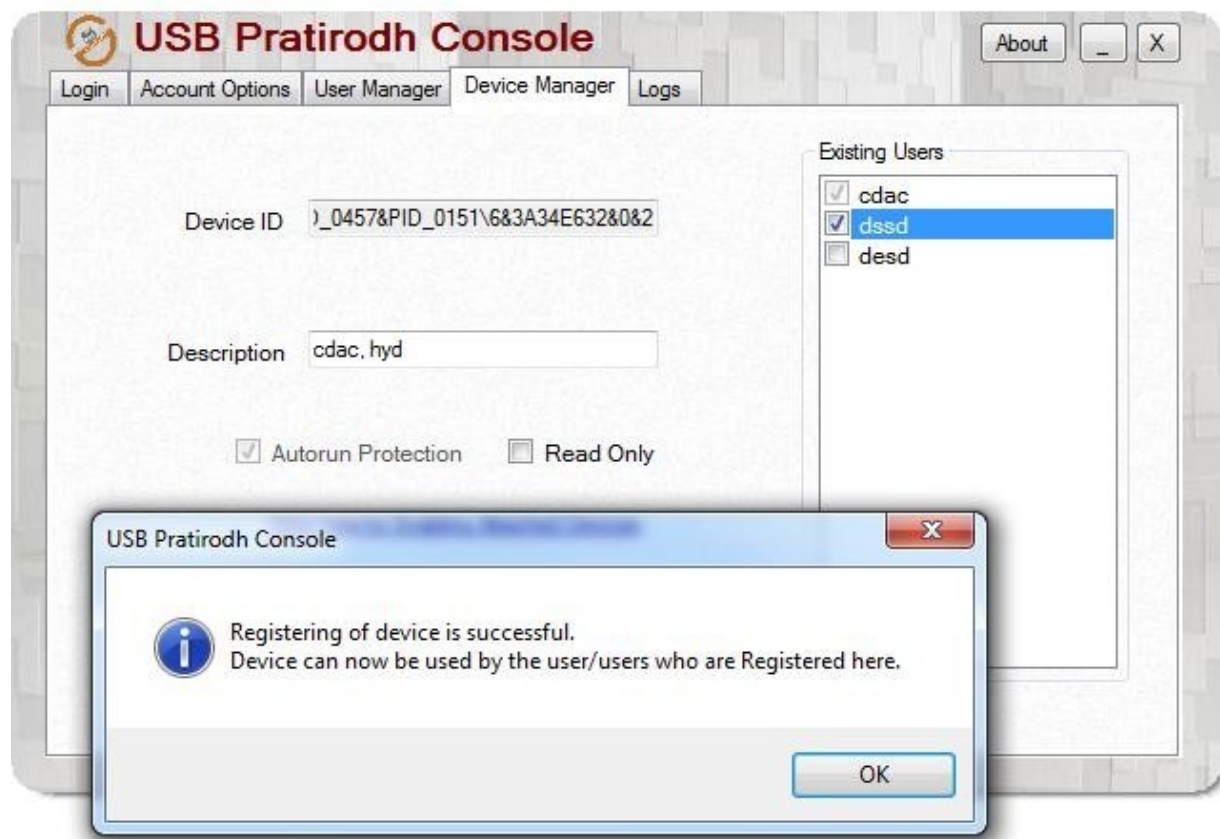 USB Pratirodh Console
About _ X
Login Account Options User Manager Device Manager Logs
Existing Users
cdac
dssd
desd
Device ID
)_0457&PID_0151\6&3A34E632&0&2
Description
cdac, hyd
Autorun Protection Read Only
USB Pratirodh Console
Registering of device is successful.
Device can now be used by the user/users who are Registered here.
OK